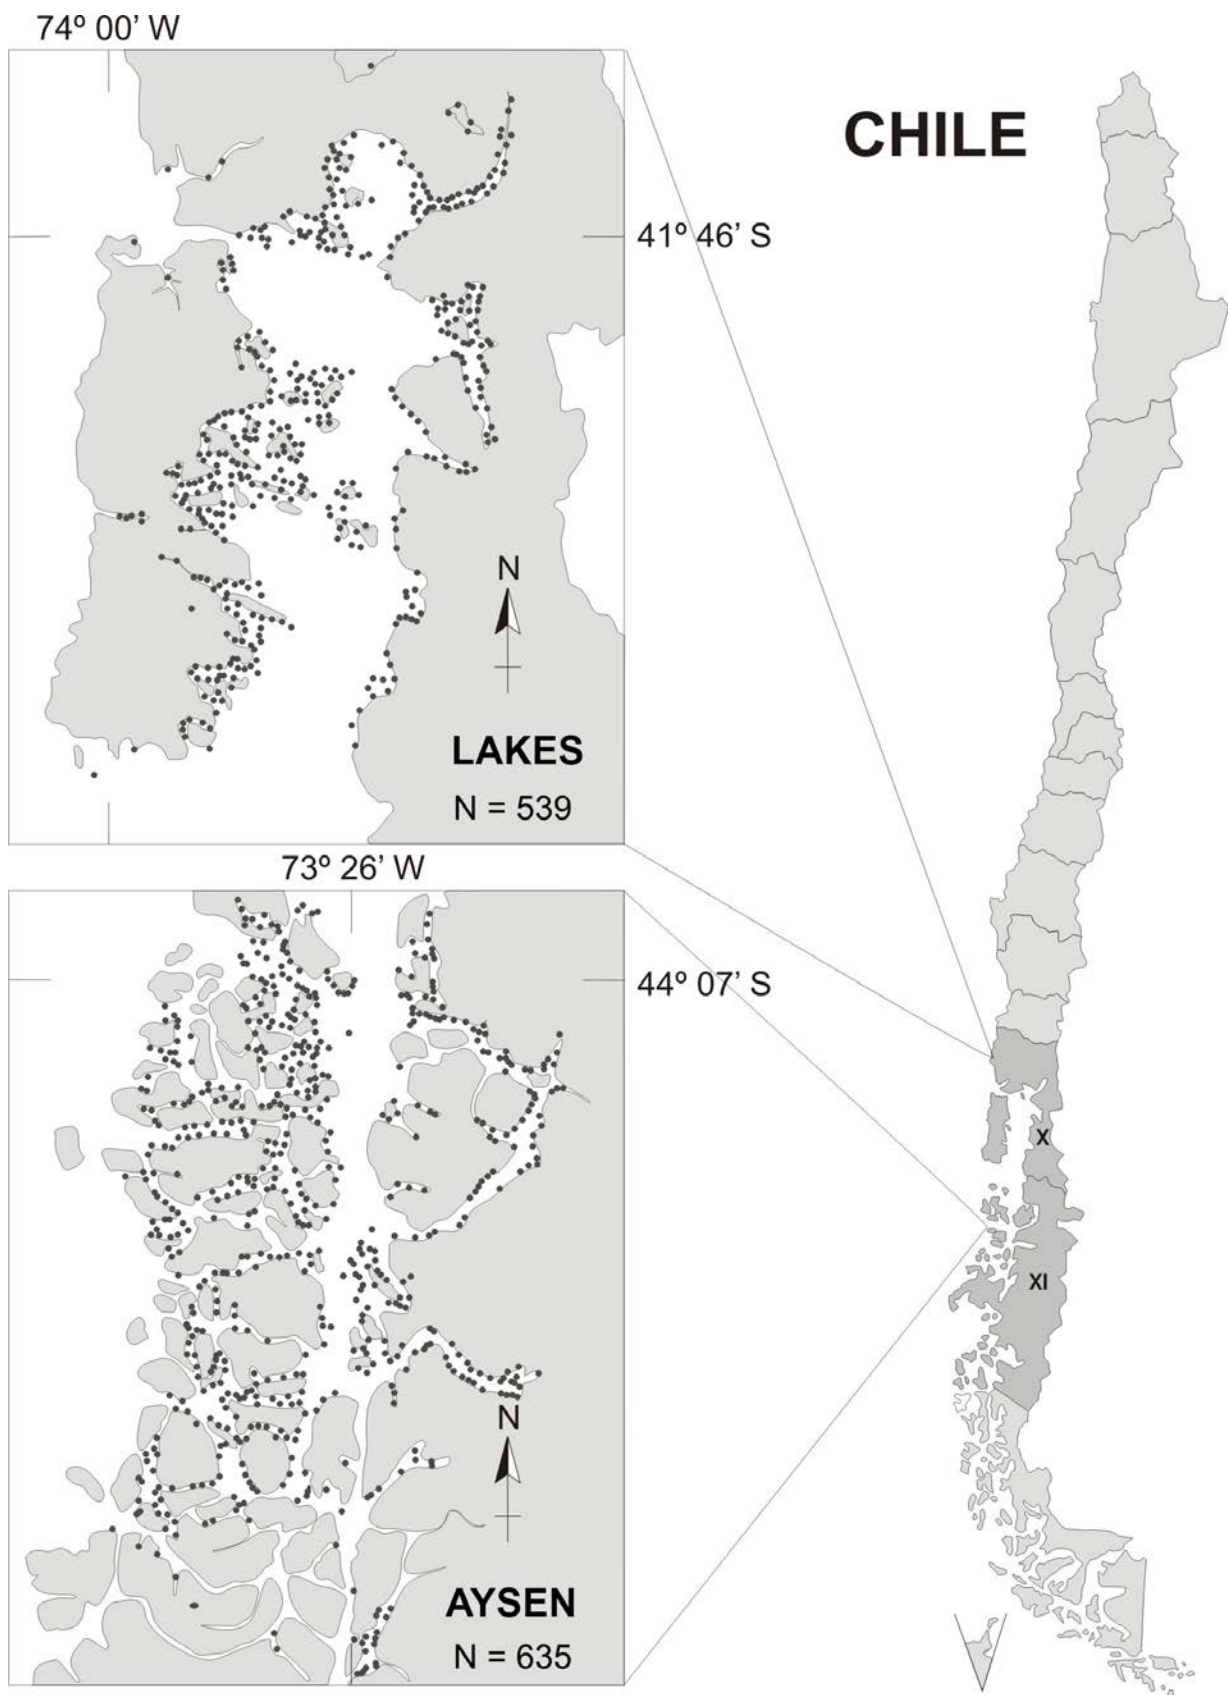 74º 00’ W
CHILE
41º 46’ S
N
LAKES
N = 539
73º 26’ W
44º 07’ S
X
XI
N
AYSEN
N = 635